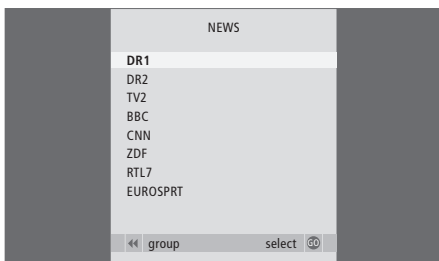 NEWS
DR1
DR2
TV2
BBC
CNN
ZDF
RTL7
EUROSPRT
group select GO